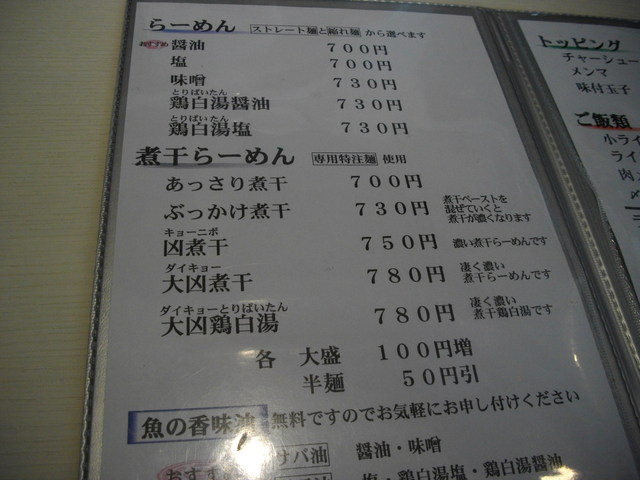 らーめん ストレート麺と縮れ麺 から選べます
おすすめ 醤油 ７００円
塩 ７００円
味噌 ７３０円
とりぱいたん
鶏白湯醤油 ７３０円
とりぱいたん
鶏白湯塩 ７３０円
煮干らーめん 専用特注麺 使用
あっさり煮干 ７００円
ぶっかけ煮干 ７３０円 煮干ペーストを
混ぜていくと
煮干が濃くなります
キョーニボ
凶煮干 ７５０円 濃い煮干らーめんです
ダイキョー
大凶煮干 ７８０円 凄く濃い
煮干らーめんです
ダイキョーとりぱいたん
大凶鶏白湯 ７８０円 凄く濃い
煮干鶏白湯です
各 大盛 １００円増
半麺 ５０円引
魚の香味油 無料ですのでお気軽にお申し付けください
サバ油 醤油・味噌
おすす
塩・鶏白湯塩・鶏白湯醤油
トッピング
チャーシュー
メンマ
味付玉子
ご飯類
小ライ
ライ
肉